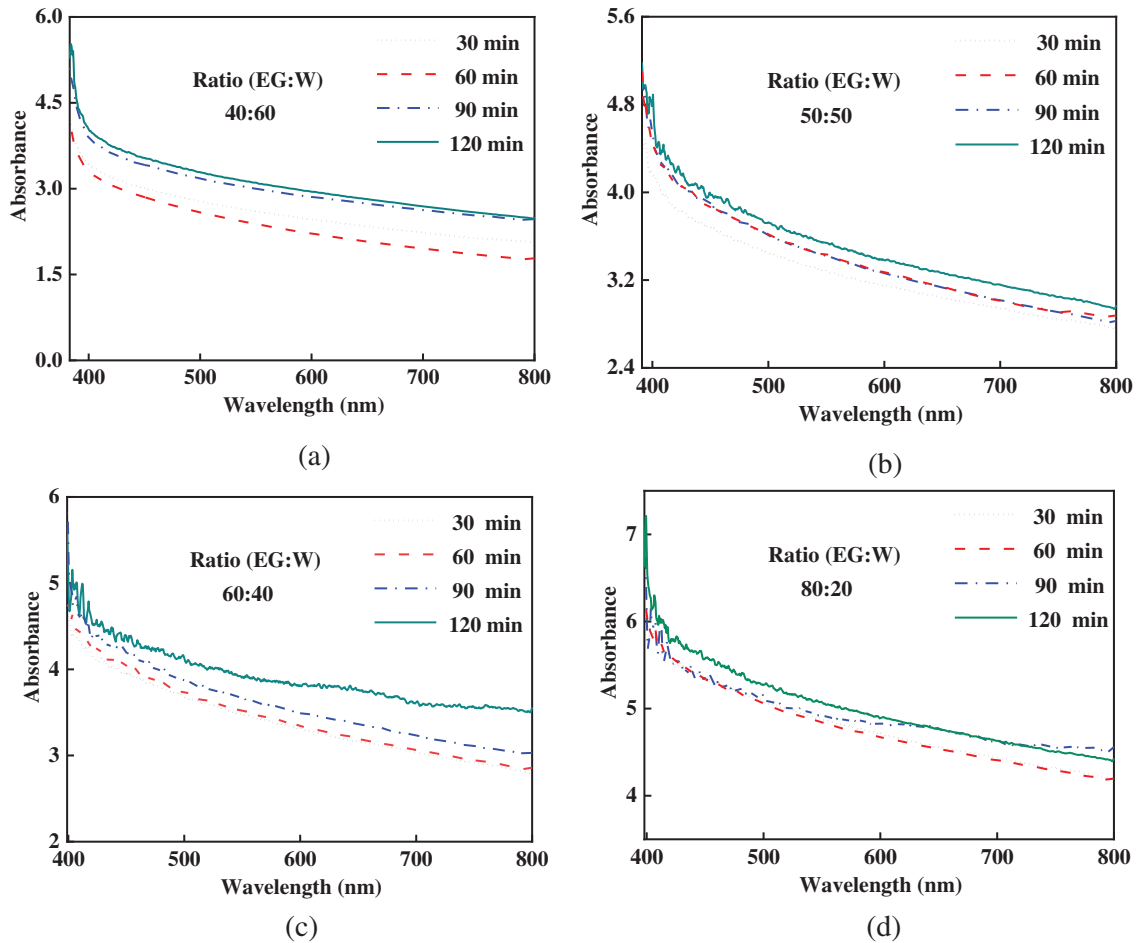 6.0
4.5
3.0
1.5
0.0
Absorbance
Ratio (EG:W)
40:60
30 min
60 min
90 min
120 min
400 500 600 700 800
Wavelength (nm)
(a)
5.6
4.8
4.0
3.2
2.4
Absorbance
Ratio (EG:W)
50:50
30 min
60 min
90 min
120 min
400 500 600 700 800
Wavelength (nm)
(b)
6
5
4
3
2
Absorbance
Ratio (EG:W)
60:40
30 min
60 min
90 min
120 min
400 500 600 700 800
Wavelength (nm)
(c)
7
6
5
4
Absorbance
Ratio (EG:W)
80:20
30 min
60 min
90 min
120 min
400 500 600 700 800
Wavelength (nm)
(d)